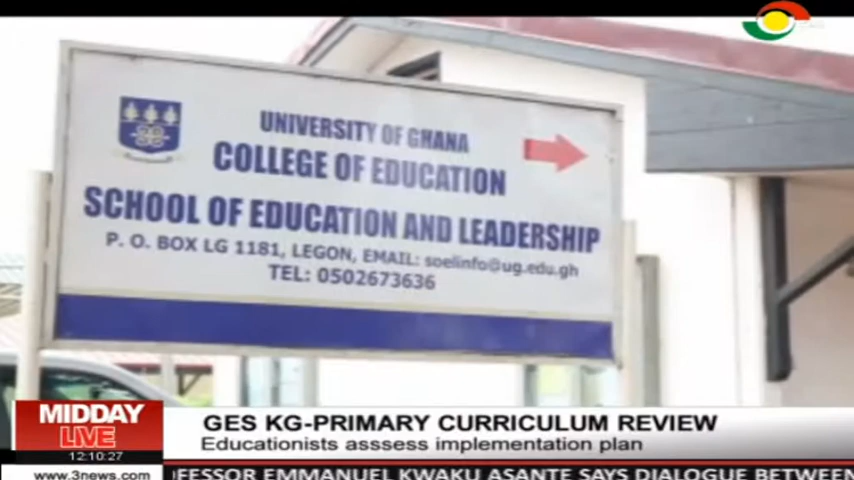 UNIVERSITY OF GHANA
COLLEGE OF EDUCATION
SCHOOL OF EDUCATION AND LEADERSHIP
P. O. BOX LG 1181, LEGON, EMAIL: soelinfo@ug.edu.gh
TEL: 0502673636
MIDDAY
LIVE
12:10:27
www.3news.com
GES KG-PRIMARY CURRICULUM REVIEW
Educationists asssess implementation plan
FESSOR EMMANUEL KWAKU ASANTE SAYS DIALOGUE BETWEEN